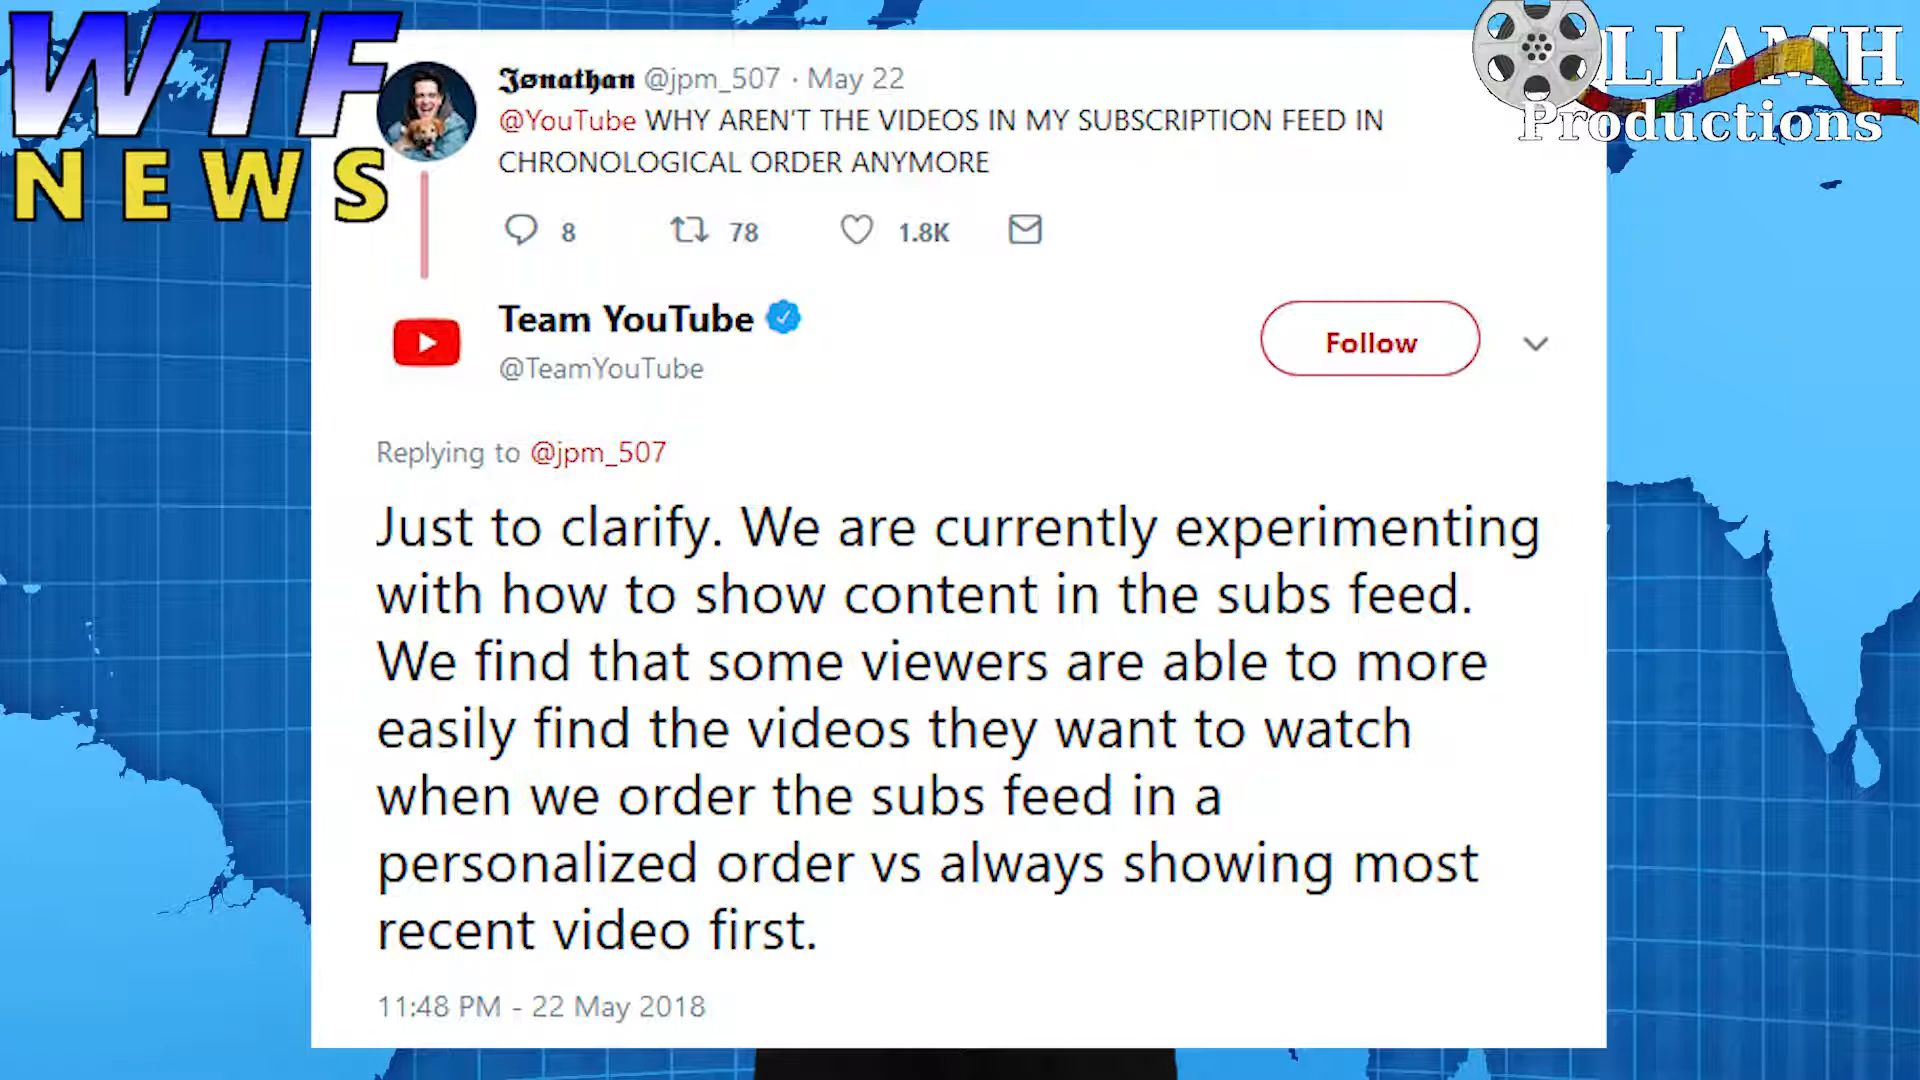 WTF
NEWS
OLLAMH
Productions
Jønathan @jpm_507 · May 22
@YouTube WHY AREN'T THE VIDEOS IN MY SUBSCRIPTION FEED IN
CHRONOLOGICAL ORDER ANYMORE
8 78 1.8K
Team YouTube
@TeamYouTube
Follow
Replying to @jpm_507
Just to clarify. We are currently experimenting
with how to show content in the subs feed.
We find that some viewers are able to more
easily find the videos they want to watch
when we order the subs feed in a
personalized order vs always showing most
recent video first.
11:48 PM - 22 May 2018